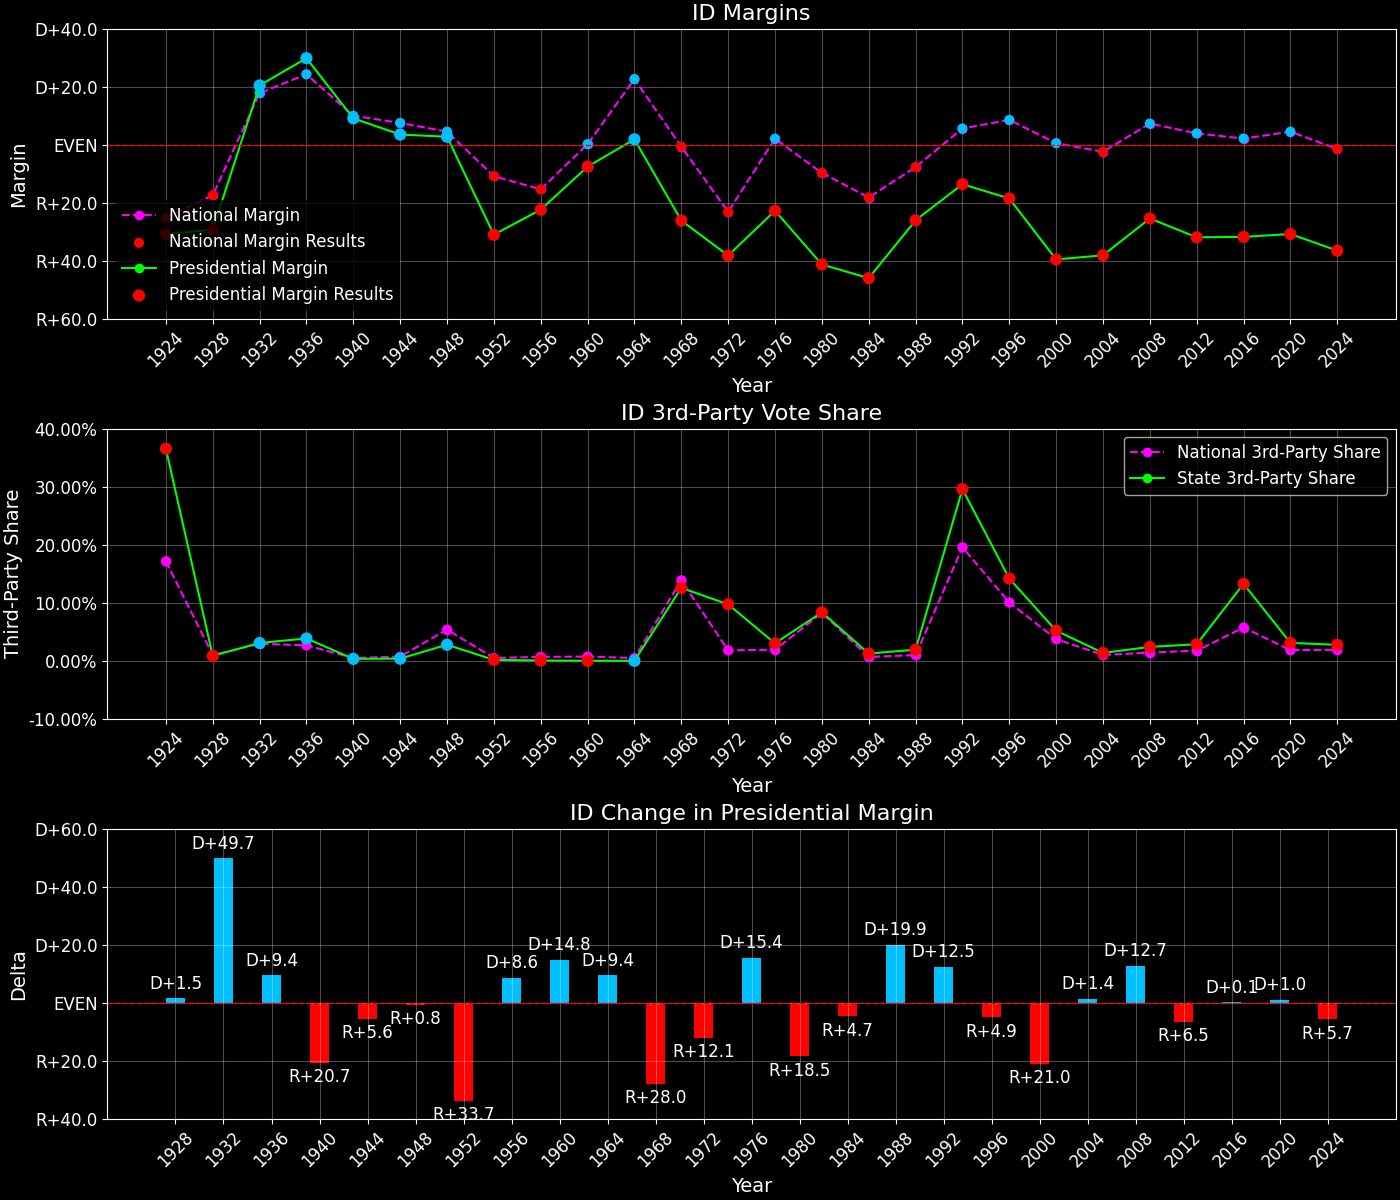 ID Margins
D+40.0
D+20.0
EVEN
R+20.0
R+40.0
R+60.0
Margin
National Margin
National Margin Results
Presidential Margin
Presidential Margin Results
1924 1928 1932 1936 1940 1944 1948 1952 1956 1960 1964 1968 1972 1976 1980 1984 1988 1992 1996 2000 2004 2008 2012 2016 2020 2024
Year
ID 3rd-Party Vote Share
40.00%
30.00%
20.00%
10.00%
0.00%
-10.00%
Third-Party Share
National 3rd-Party Share
State 3rd-Party Share
1924 1928 1932 1936 1940 1944 1948 1952 1956 1960 1964 1968 1972 1976 1980 1984 1988 1992 1996 2000 2004 2008 2012 2016 2020 2024
Year
ID Change in Presidential Margin
D+60.0
D+40.0
D+20.0
EVEN
R+20.0
R+40.0
Delta
D+1.5 D+49.7 D+9.4 R+20.7 R+5.6 R+0.8 R+33.7 D+8.6 D+14.8 D+9.4 R+28.0 R+12.1 D+15.4 R+18.5 R+4.7 D+19.9 D+12.5 R+4.9 R+21.0 D+1.4 D+12.7 R+6.5 D+0.1 D+1.0 R+5.7
1928 1932 1936 1940 1944 1948 1952 1956 1960 1964 1968 1972 1976 1980 1984 1988 1992 1996 2000 2004 2008 2012 2016 2020 2024
Year